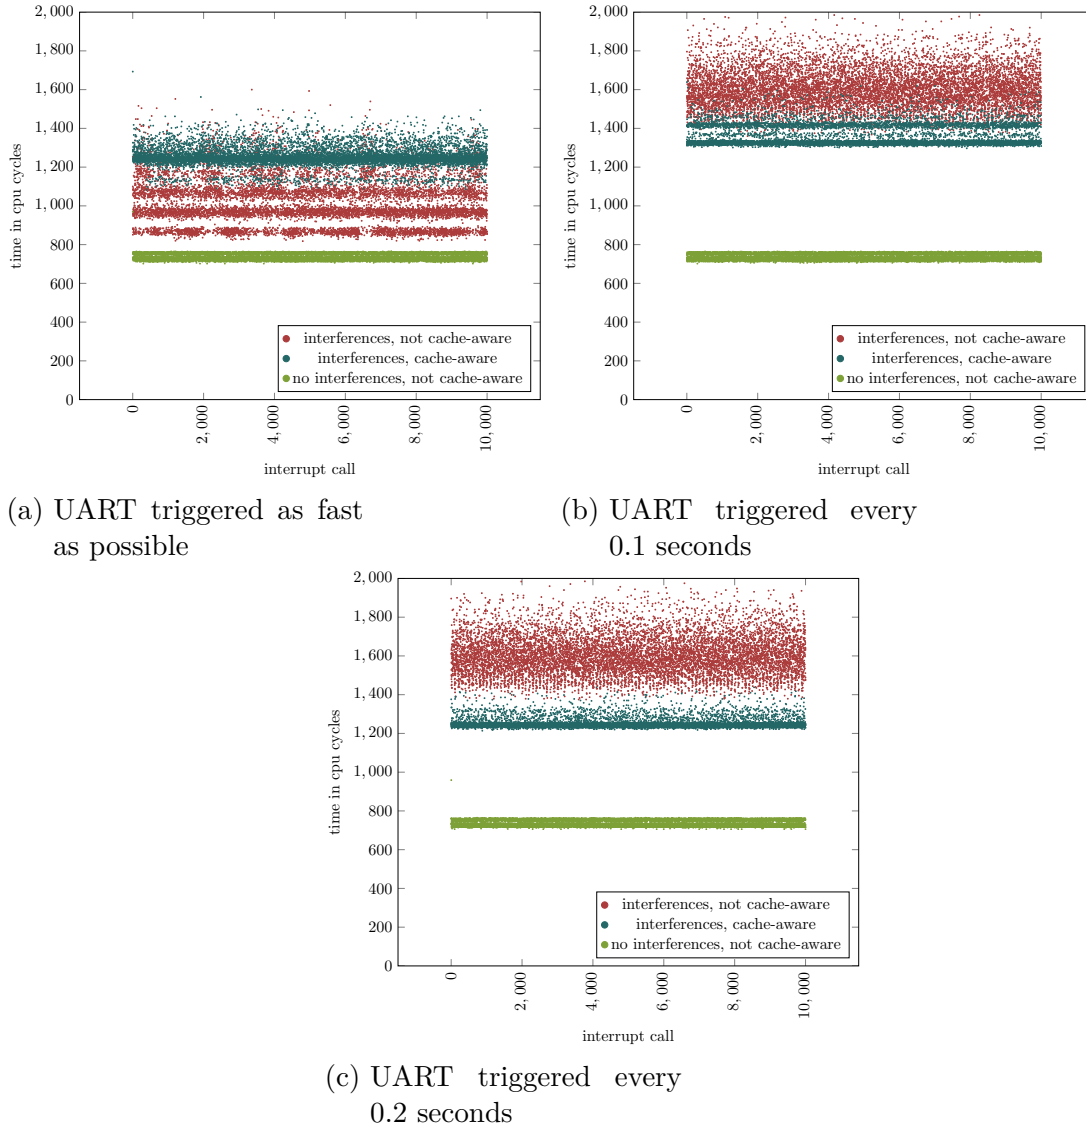 2,000
1,800
1,600
1,400
1,200
1,000
800
600
400
200
0
time in cpu cycles
interferences, not cache-aware
interferences, cache-aware
no interferences, not cache-aware
0
2,000
4,000
6,000
8,000
10,000
interrupt call
(a) UART triggered as fast
as possible
2,000
1,800
1,600
1,400
1,200
1,000
800
600
400
200
0
time in cpu cycles
interferences, not cache-aware
interferences, cache-aware
no interferences, not cache-aware
0
2,000
4,000
6,000
8,000
10,000
interrupt call
(b) UART triggered every
0.1 seconds
2,000
1,800
1,600
1,400
1,200
1,000
800
600
400
200
0
time in cpu cycles
interferences, not cache-aware
interferences, cache-aware
no interferences, not cache-aware
0
2,000
4,000
6,000
8,000
10,000
interrupt call
(c) UART triggered every
0.2 seconds